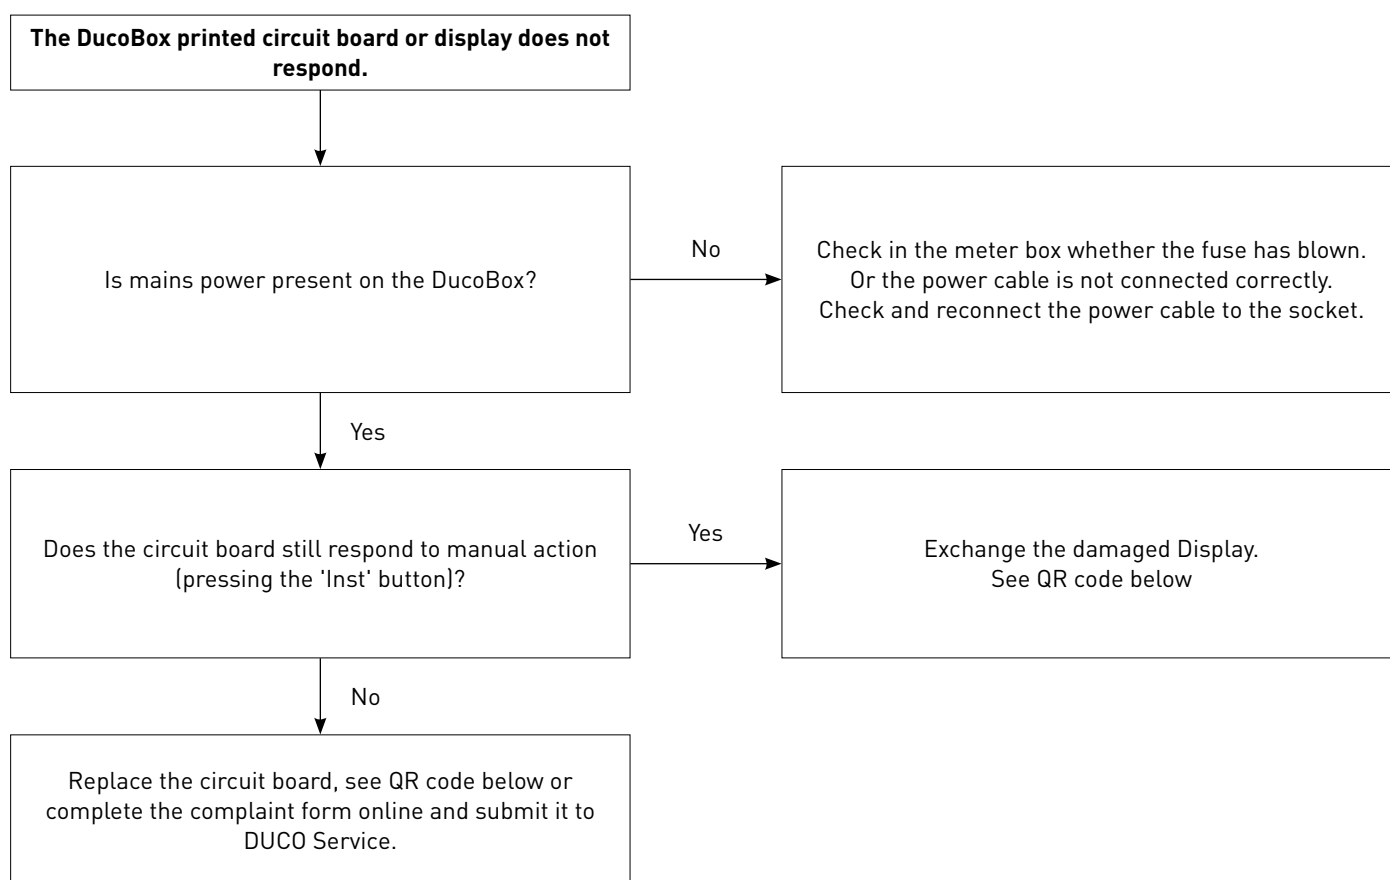 The DucoBox printed circuit board or display does not
respond.
Is mains power present on the DucoBox?
No
Check in the meter box whether the fuse has blown.
Or the power cable is not connected correctly.
Check and reconnect the power cable to the socket.
Yes
Does the circuit board still respond to manual action
(pressing the 'Inst' button)?
Yes
Exchange the damaged Display.
See QR code below
No
Replace the circuit board, see QR code below or
complete the complaint form online and submit it to
DUCO Service.